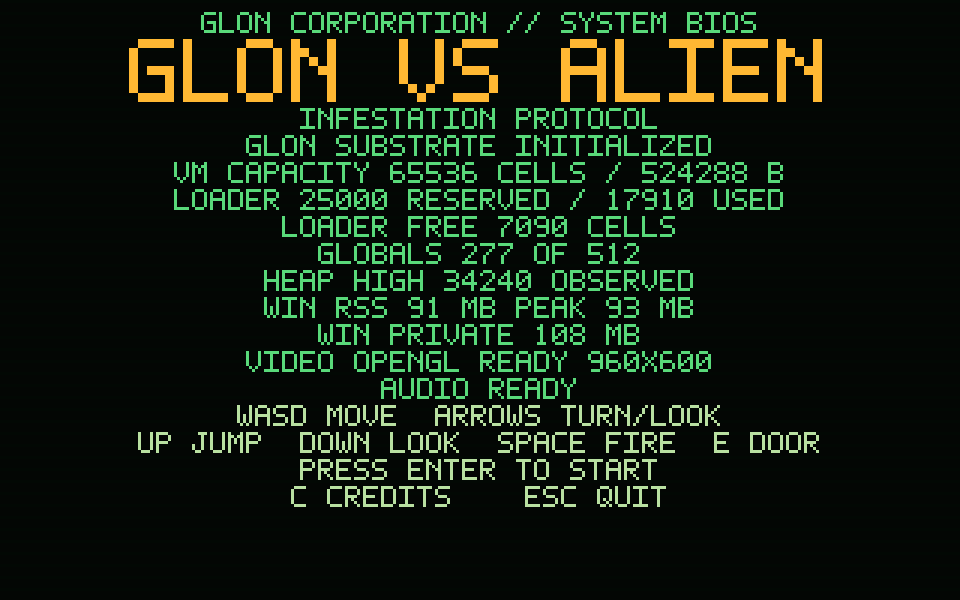 GLON CORPORATION // SYSTEM BIOS
GLON VS ALIEN
INFESTATION PROTOCOL
GLON SUBSTRATE INITIALIZED
VM CAPACITY 65536 CELLS / 524288 B
LOADER 25000 RESERVED / 17910 USED
LOADER FREE 7090 CELLS
GLOBALS 277 OF 512
HEAP HIGH 34240 OBSERVED
WIN RSS 91 MB PEAK 93 MB
WIN PRIVATE 108 MB
VIDEO OPENGL READY 960X600
AUDIO READY
WASD MOVE  ARROWS TURN/LOOK
UP JUMP  DOWN LOOK  SPACE FIRE  E DOOR
PRESS ENTER TO START
C CREDITS    ESC QUIT